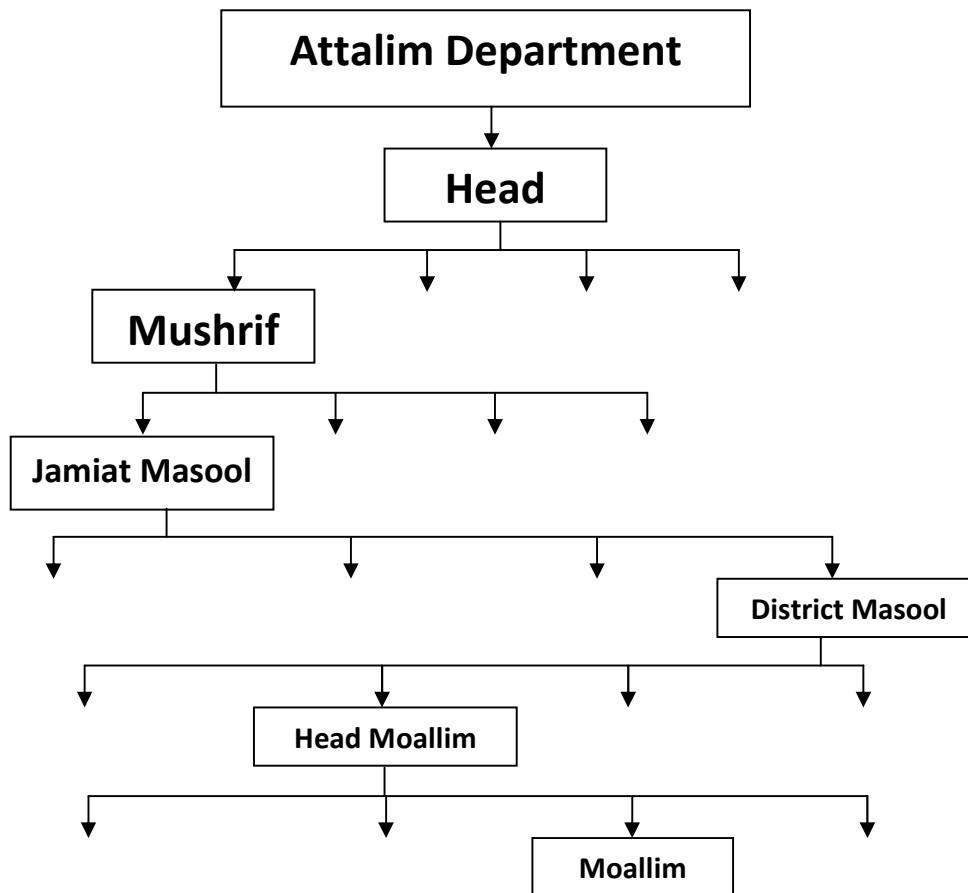 Attalim Department
Head
Mushrif
Jamiat Masool
District Masool
Head Moallim
Moallim